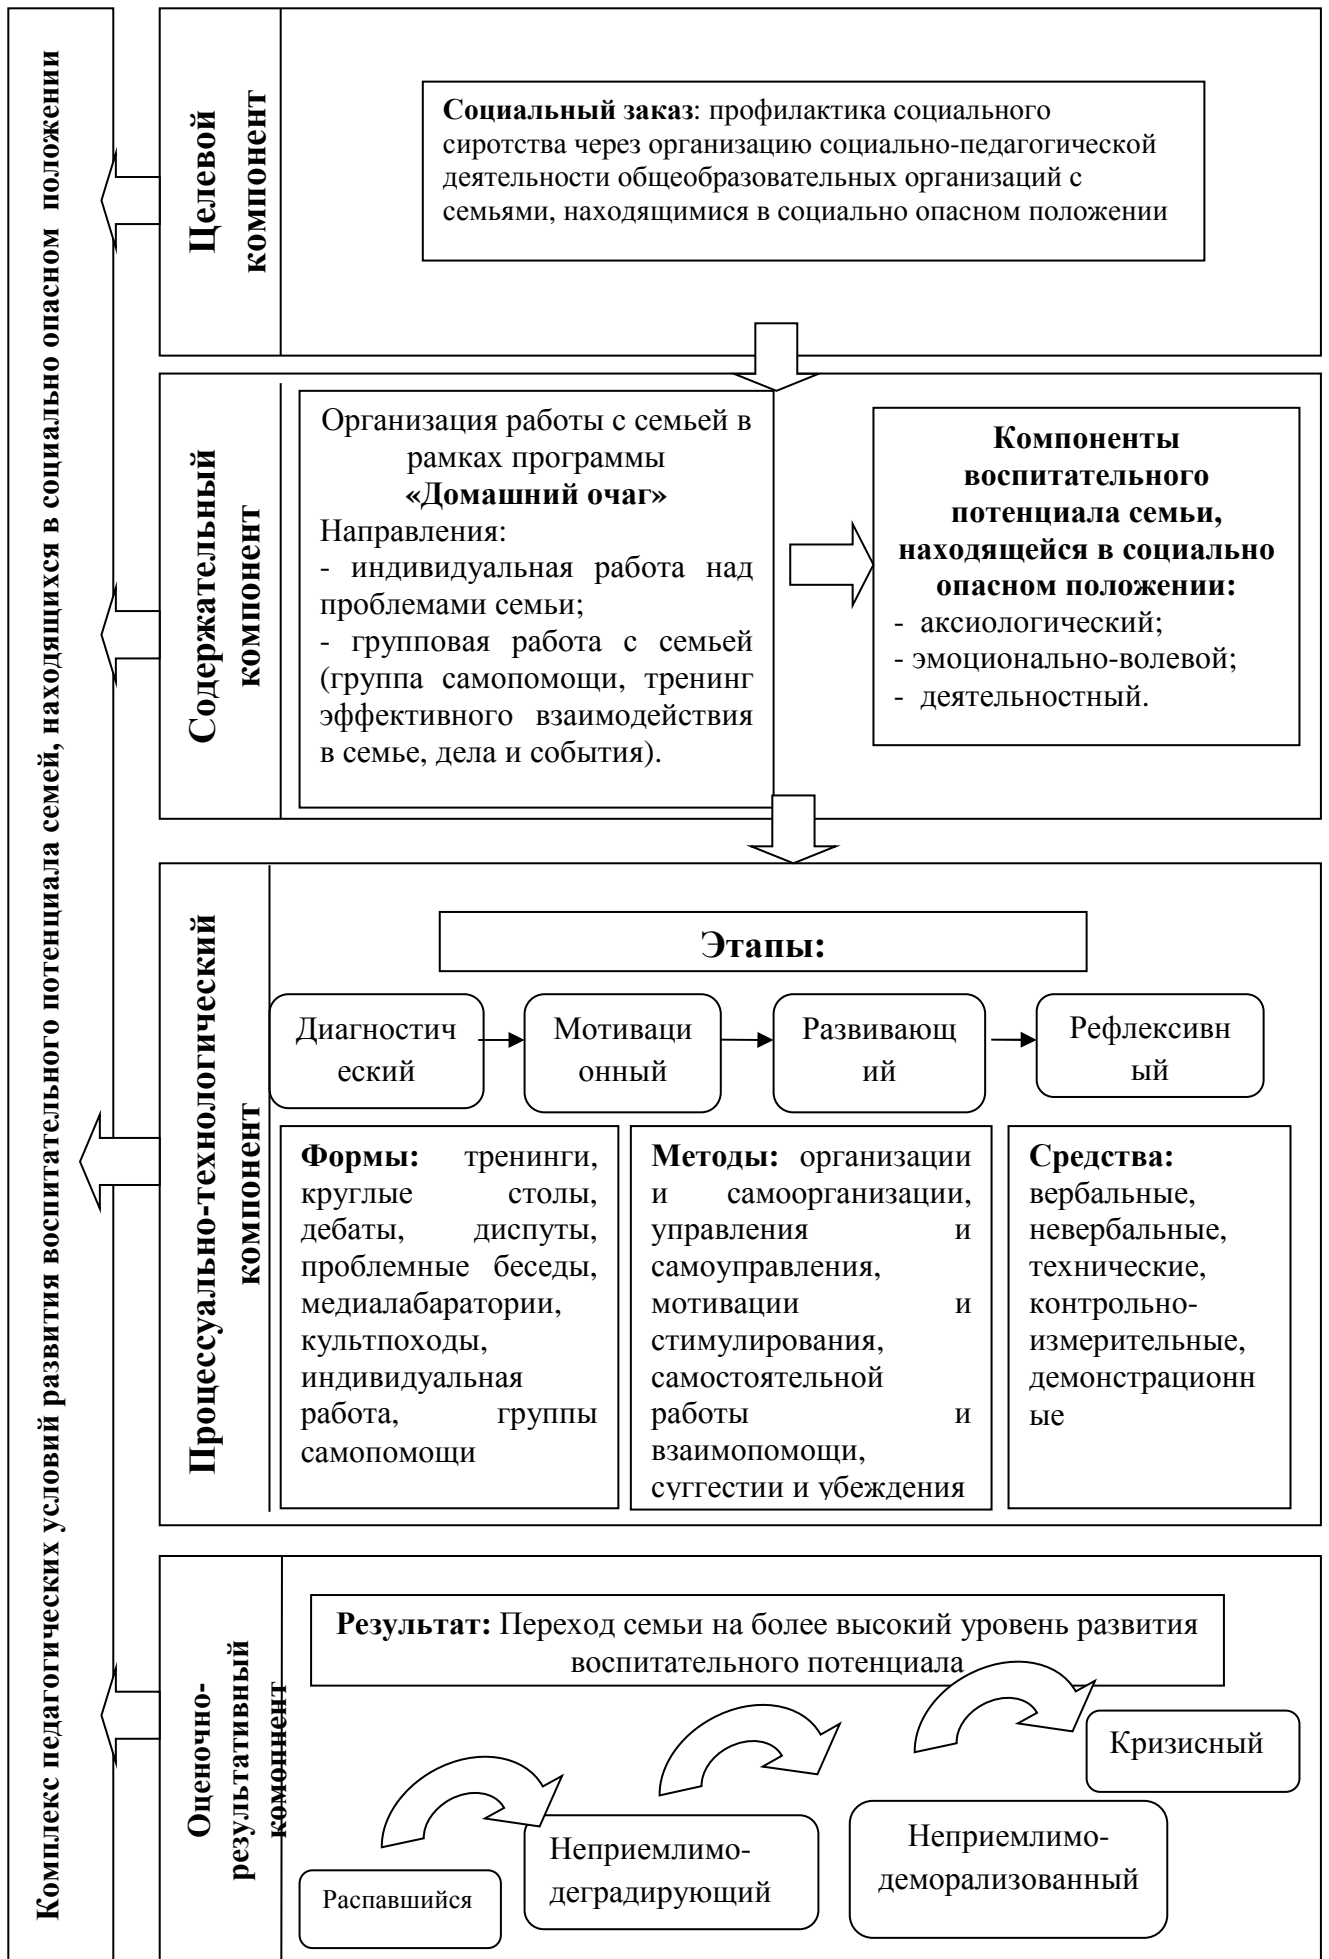 Комплекс педагогических условий развития воспитательного потенциала семей, находящихся в социально опасном положении
Целевой
компонент
Социальный заказ: профилактика социального
сиротства через организацию социально-педагогической
деятельности общеобразовательных организаций с
семьями, находящимися в социально опасном положении
Содержательный
компонент
Организация работы с семьей в
рамках программы
«Домашний очаг»
Направления:
- индивидуальная работа над
проблемами семьи;
- групповая работа с семьей
(группа самопомощи, тренинг
эффективного взаимодействия
в семье, дела и события).
Компоненты
воспитательного
потенциала семьи,
находящейся в социально
опасном положении:
- аксиологический;
- эмоционально-волевой;
- деятельностный.
Процессуально-технологический
компонент
Этапы:
Диагностич
еский
Мотиваци
онный
Развивающ
ий
Рефлексивн
ый
Формы: тренинги,
круглые столы,
дебаты, диспуты,
проблемные беседы,
медиалабаратории,
культпоходы,
индивидуальная
работа, группы
самопомощи
Методы: организации
и самоорганизации,
управления и
самоуправления,
мотивации и
стимулирования,
самостоятельной
работы и
взаимопомощи,
суггестии и убеждения
Средства:
вербальные,
невербальные,
технические,
контрольно-
измерительные,
демонстрационн
ые
Оценочно-
результативный
комопнент
Результат: Переход семьи на более высокий уровень развития
воспитательного потенциала
Кризисный
Неприемлимо-
деморализованный
Неприемлимо-
деградирующий
Распавшийся